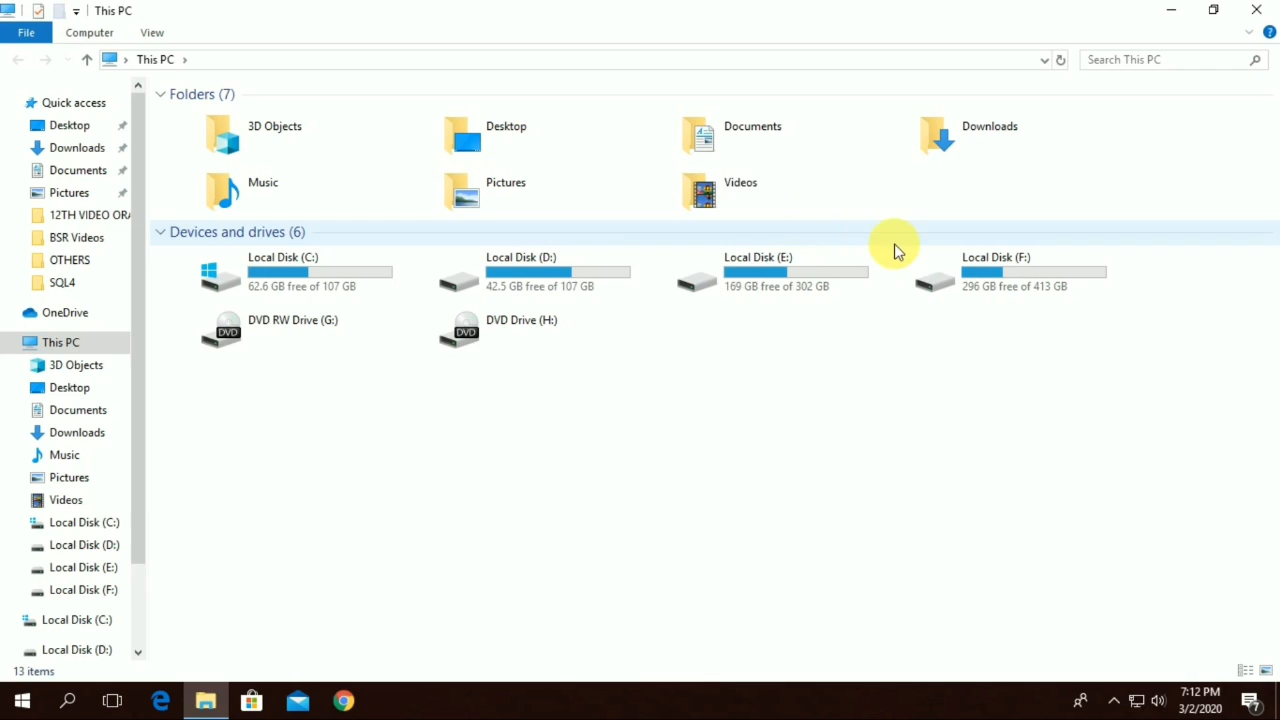 This PC
File Computer View
This PC
Search This PC
Quick access
Desktop
Downloads
Documents
Pictures
12TH VIDEO ORA
BSR Videos
OTHERS
SQL4
OneDrive
This PC
3D Objects
Desktop
Documents
Downloads
Music
Pictures
Videos
Local Disk (C:)
Local Disk (D:)
Local Disk (E:)
Local Disk (F:)
Local Disk (C:)
Local Disk (D:)
Folders (7)
3D Objects
Desktop
Documents
Downloads
Music
Pictures
Videos
Devices and drives (6)
Local Disk (C:)
62.6 GB free of 107 GB
Local Disk (D:)
42.5 GB free of 107 GB
Local Disk (E:)
169 GB free of 302 GB
Local Disk (F:)
296 GB free of 413 GB
DVD
DVD RW Drive (G:)
DVD
DVD Drive (H:)
13 items
7:12 PM
3/2/2020
7